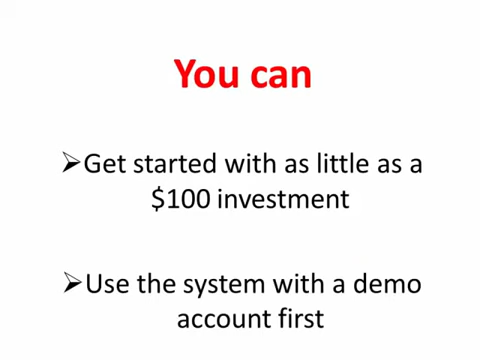 You can
➢Get started with as little as a
$100 investment
➢Use the system with a demo
account first